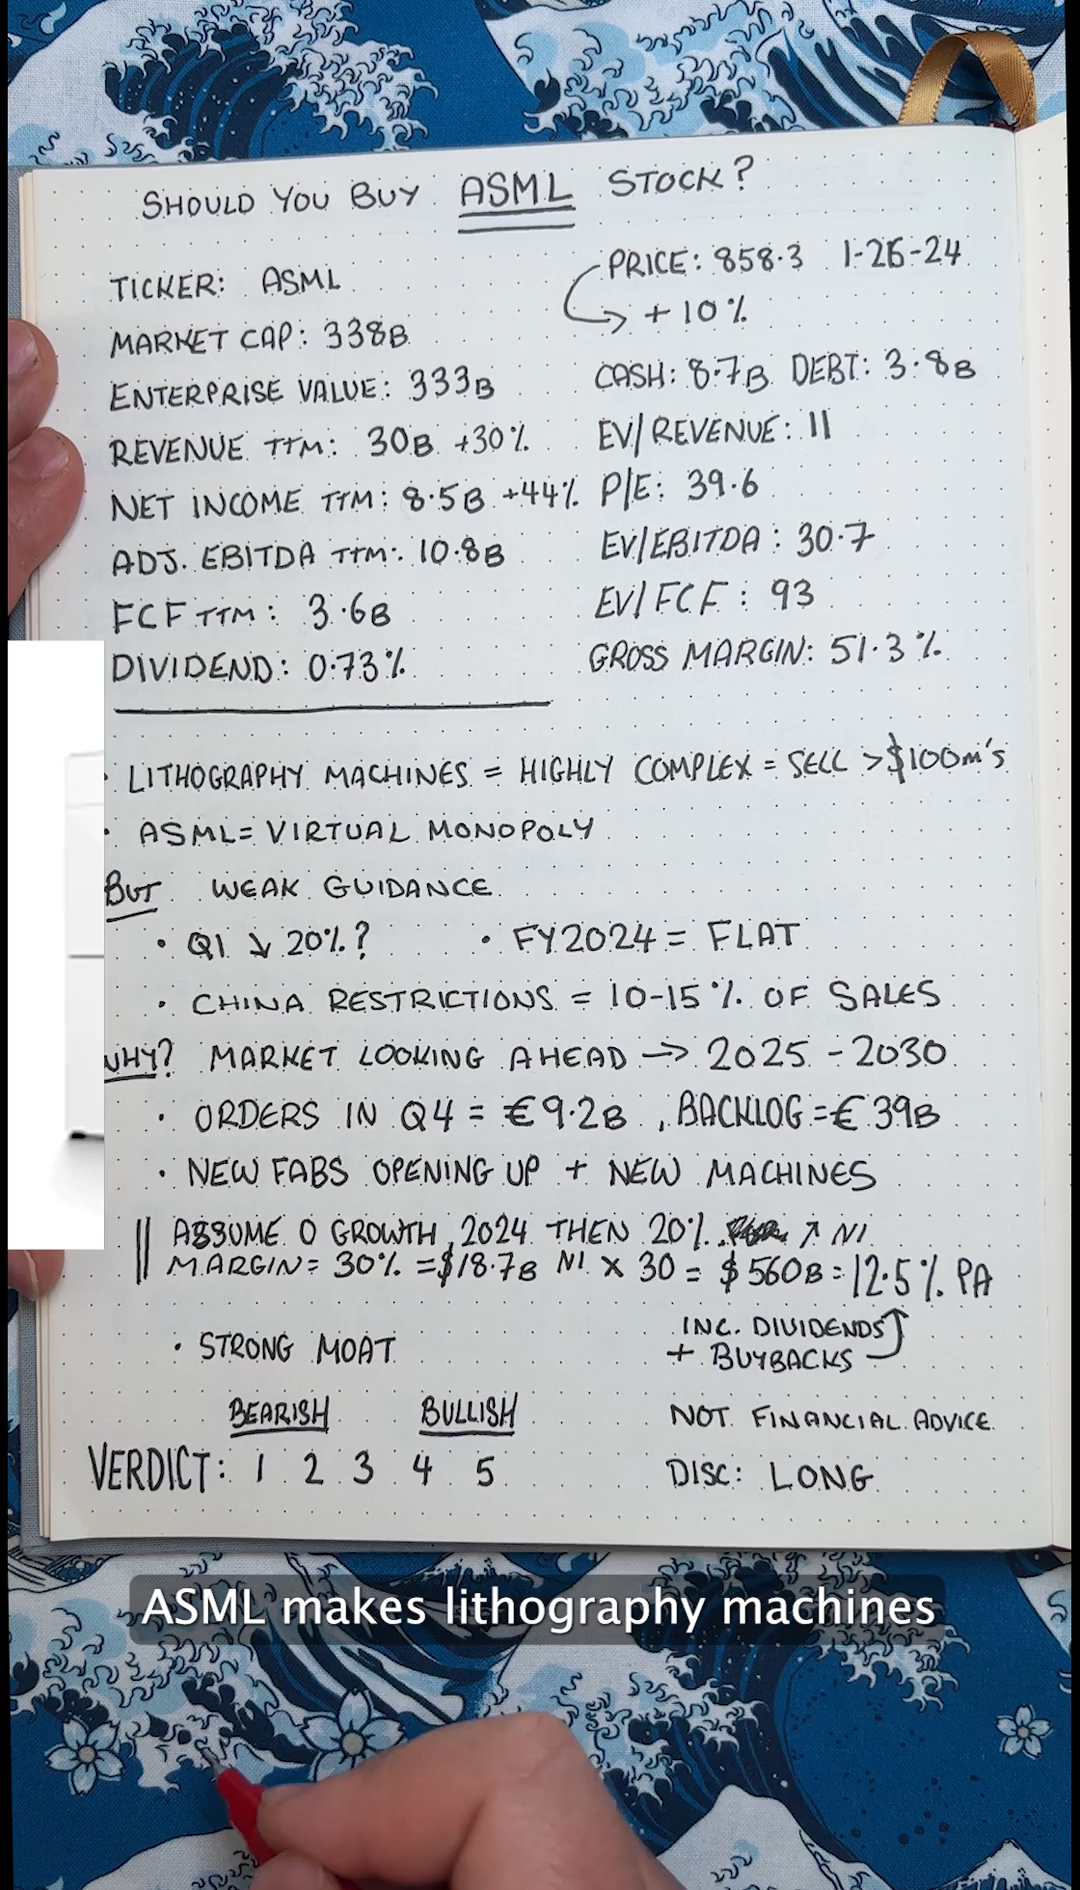 SHOULD YOU BUY ASML STOCK?
TICKER: ASML
PRICE: 858.3 1-26-24
+10%
MARKET CAP: 338B
ENTERPRISE VALUE: 333B
CASH: 8.7B DEBT: 3.8B
REVENUE TTM: 30B +30%
EV/REVENUE: 11
NET INCOME TTM: 8.5B +44%
P/E: 39.6
ADJ. EBITDA TTM: 10.8B
EV/EBITDA: 30.7
FCF TTM: 3.6B
EV/FCF: 93
DIVIDEND: 0.73%
GROSS MARGIN: 51.3%
• LITHOGRAPHY MACHINES = HIGHLY COMPLEX = SELL >$100m's
• ASML = VIRTUAL MONOPOLY
BUT WEAK GUIDANCE
• Q1 ↘ 20%? • FY2024 = FLAT
• CHINA RESTRICTIONS = 10-15% OF SALES
WHY? MARKET LOOKING AHEAD → 2025 - 2030
• ORDERS IN Q4 = €9.2B, BACKLOG = €39B
• NEW FABS OPENING UP + NEW MACHINES
ASSUME 0 GROWTH 2024 THEN 20% ↗ NI
MARGIN = 30% = $18.7B NI X 30 = $560B = 12.5% PA
INC. DIVIDENDS
+ BUYBACKS
• STRONG MOAT
BEARISH BULLISH
NOT FINANCIAL ADVICE
VERDICT: 1 2 3 4 5
DISC: LONG
ASML makes lithography machines